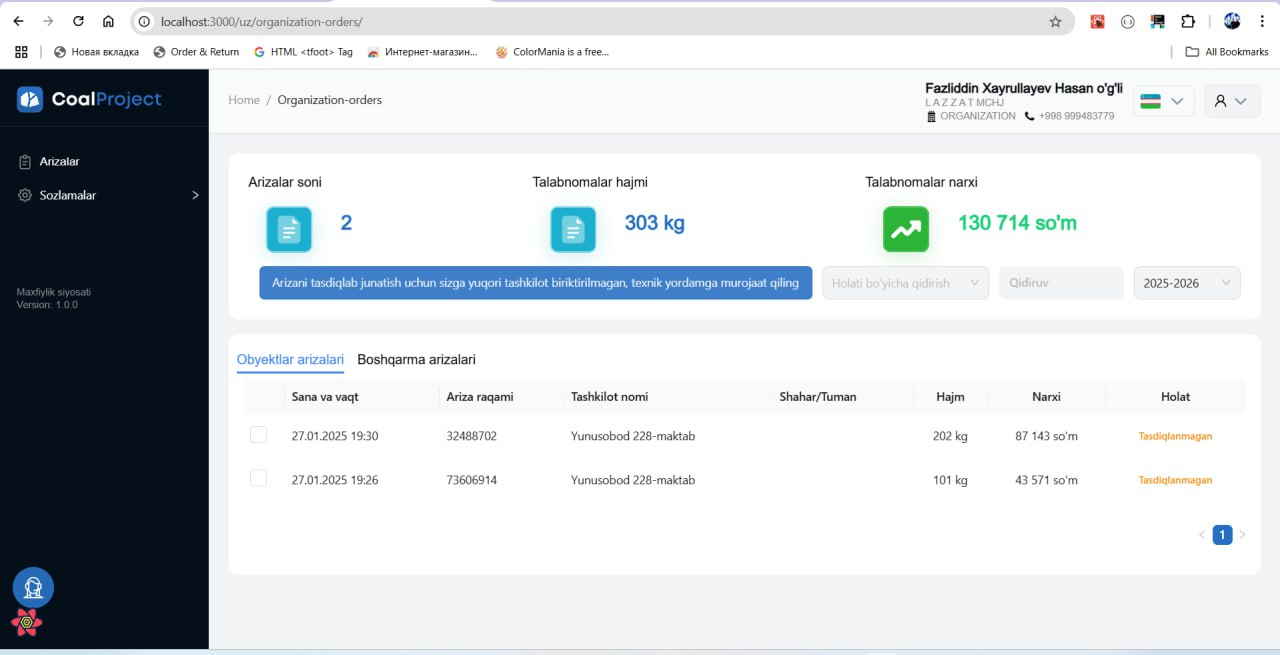 localhost:3000/uz/organization-orders/
Новая вкладка Order & Return HTML <tfoot> Tag Интернет-магазин... ColorMania is a free... All Bookmarks
CoalProject
Home / Organization-orders
Fazliddin Xayrullayev Hasan o'g'li
L A Z Z A T MCHJ
ORGANIZATION +998 999483779
Arizalar
Sozlamalar
Maxfiylik siyosati
Version: 1.0.0
Arizalar soni Talabnomalar hajmi Talabnomalar narxi
2 303 kg 130 714 so'm
Arizani tasdiqlab junatish uchun sizga yuqori tashkilot biriktirilmagan, texnik yordamga murojaat qiling Holati bo'yicha qidirish Qidiruv 2025-2026
Obyektlar arizalari Boshqarma arizalari
Sana va vaqt Ariza raqami Tashkilot nomi Shahar/Tuman Hajm Narxi Holat
27.01.2025 19:30 32488702 Yunusobod 228-maktab 202 kg 87 143 so'm Tasdiqlanmagan
27.01.2025 19:26 73606914 Yunusobod 228-maktab 101 kg 43 571 so'm Tasdiqlanmagan
1